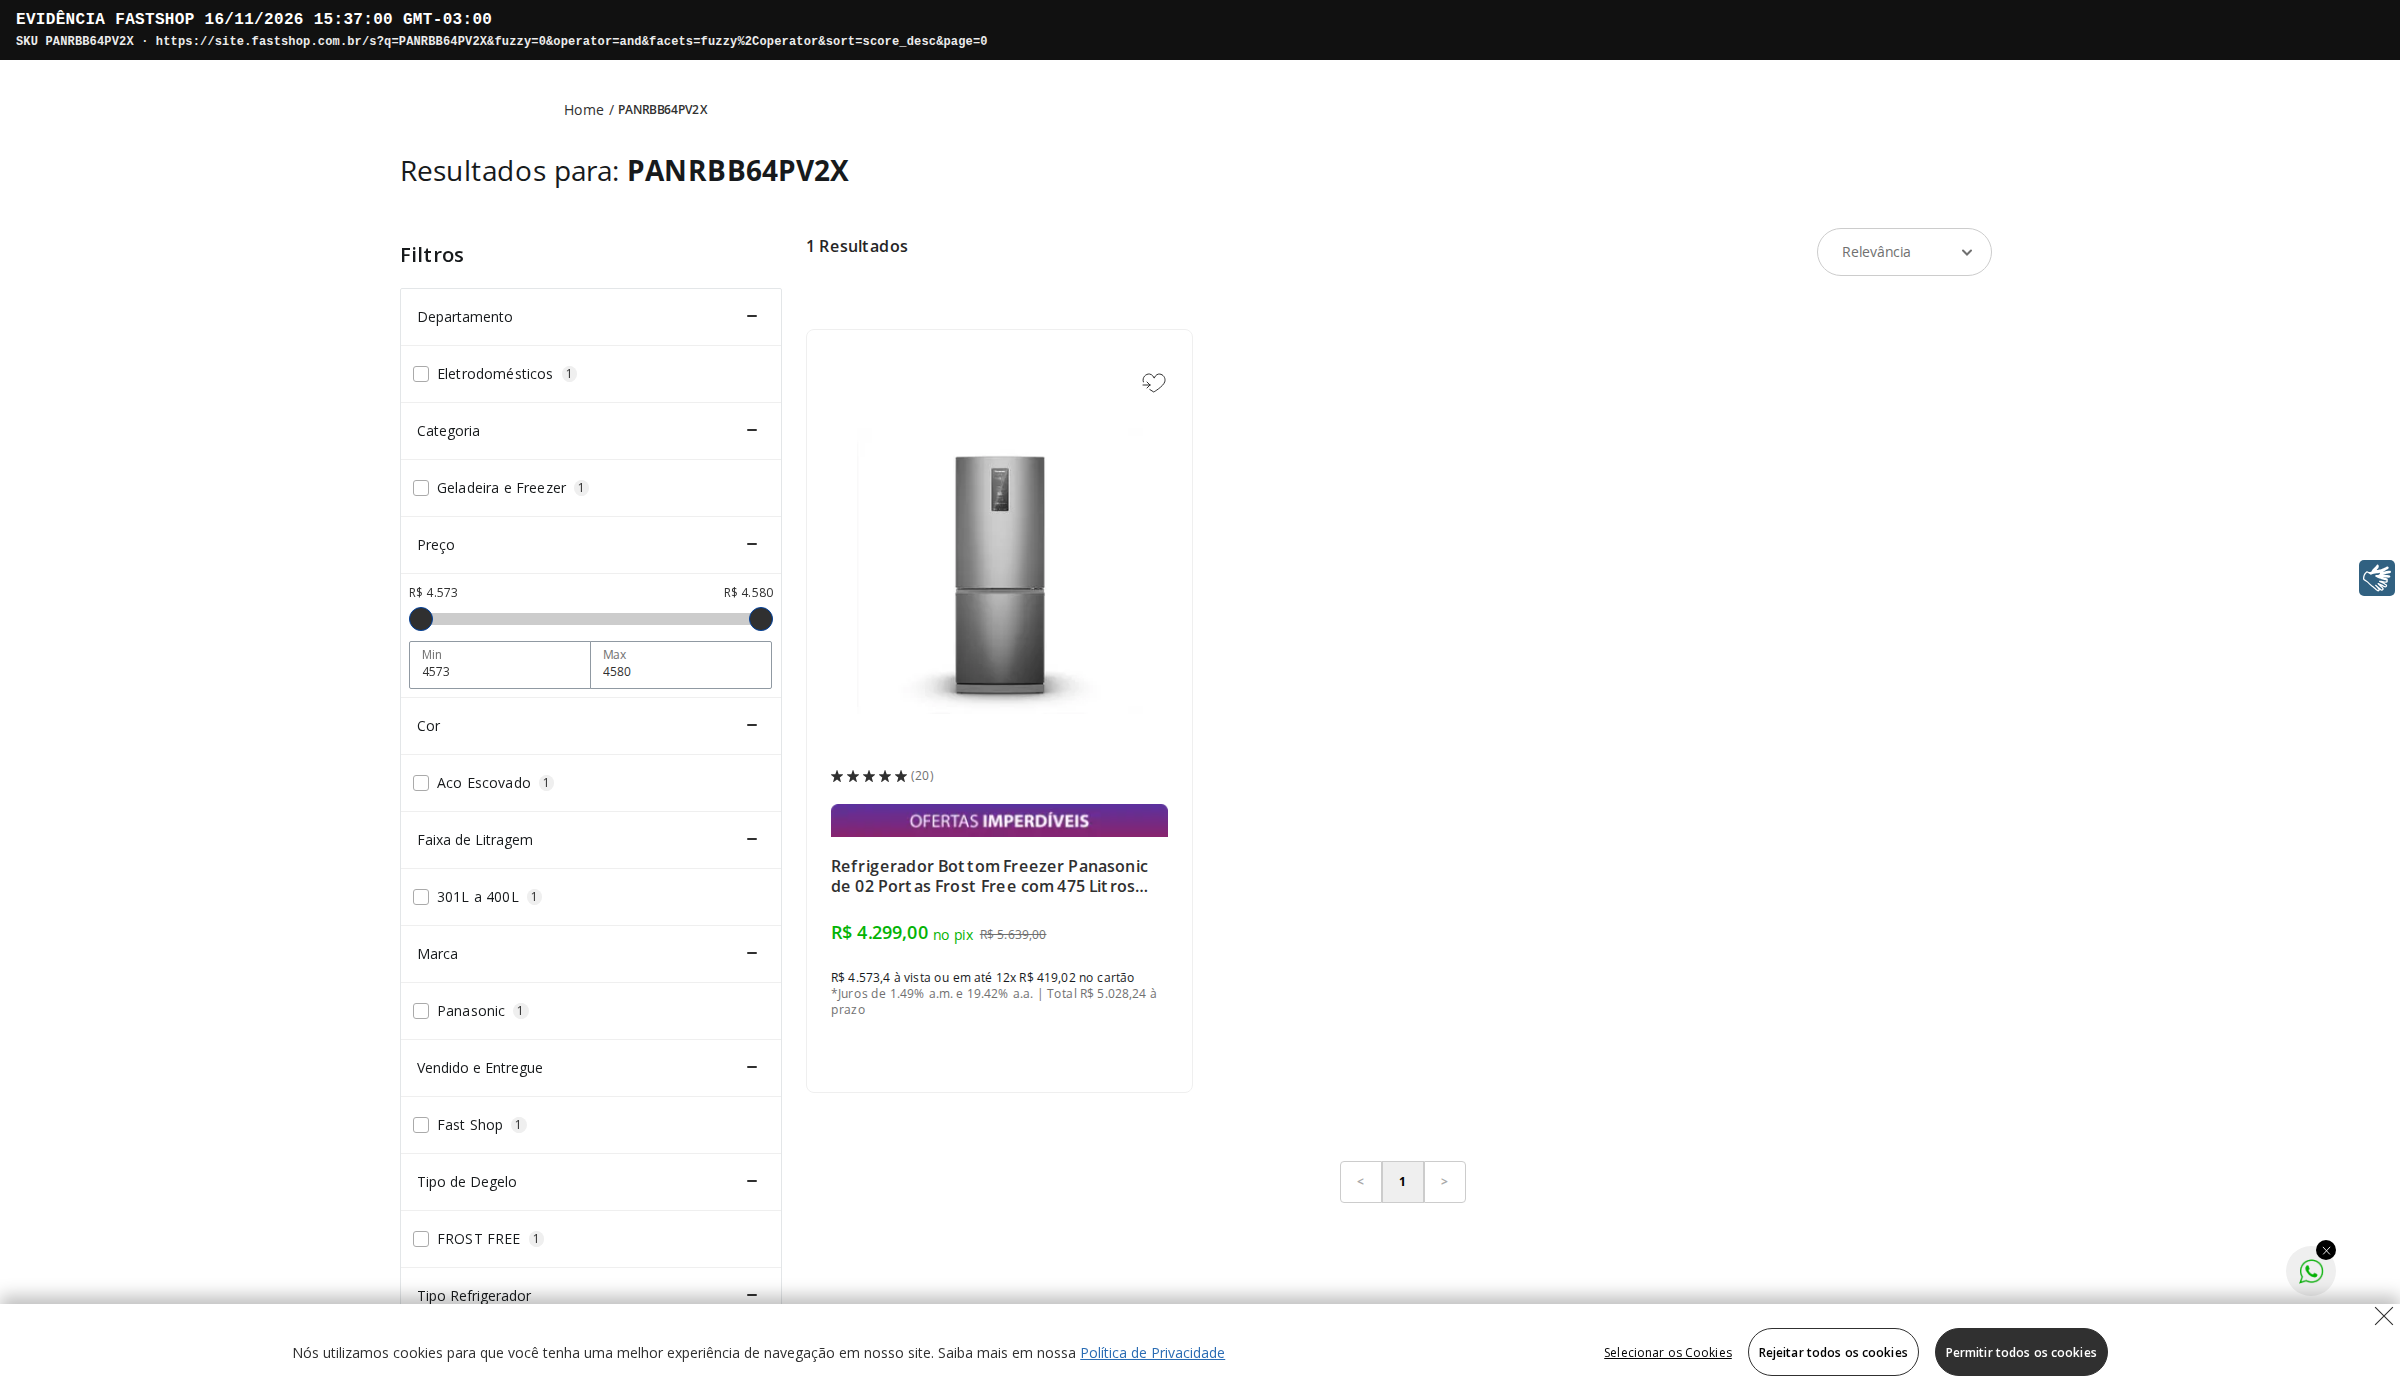 EVIDÊNCIA FASTSHOP 16/11/2026 15:37:00 GMT-03:00
SKU PANRBB64PV2X · https://site.fastshop.com.br/s?q=PANRBB64PV2X&fuzzy=0&operator=and&facets=fuzzy%2Coperator&sort=score_desc&page=0
Home / PANRBB64PV2X
Resultados para: PANRBB64PV2X
Filtros
1 Resultados
Relevância
Departamento
Eletrodomésticos 1
Categoria
Geladeira e Freezer 1
Preço
R$ 4.573 R$ 4.580
Min Max
4573 4580
Cor
Aco Escovado 1
Faixa de Litragem
301L a 400L 1
Marca
Panasonic 1
Vendido e Entregue
Fast Shop 1
Tipo de Degelo
FROST FREE 1
Tipo Refrigerador
(20)
OFERTAS IMPERDÍVEIS
Refrigerador Bottom Freezer Panasonic
de 02 Portas Frost Free com 475 Litros...
R$ 4.299,00 no pix R$ 5.639,00
R$ 4.573,4 à vista ou em até 12x R$ 419,02 no cartão
*Juros de 1.49% a.m. e 19.42% a.a. | Total R$ 5.028,24 à
prazo
< 1 >
Nós utilizamos cookies para que você tenha uma melhor experiência de navegação em nosso site. Saiba mais em nossa Política de Privacidade
Selecionar os Cookies
Rejeitar todos os cookies
Permitir todos os cookies